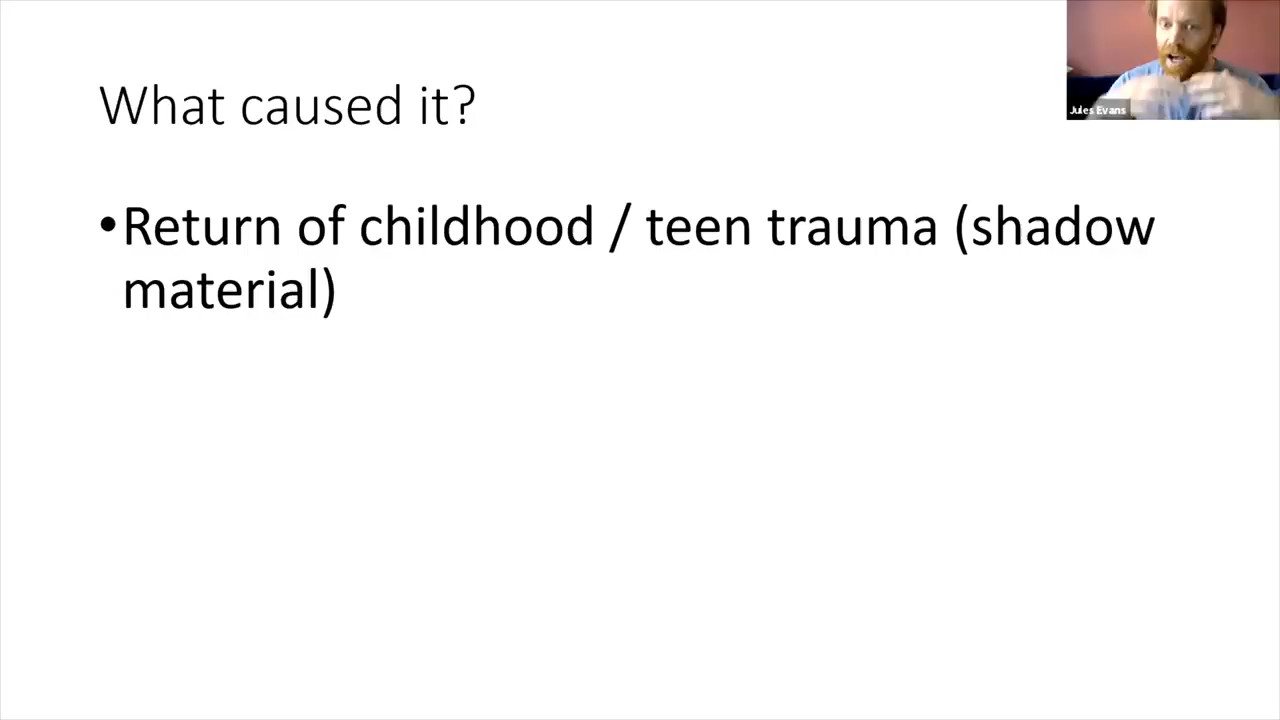 What caused it?
•Return of childhood / teen trauma (shadow
material)
Jules Evans